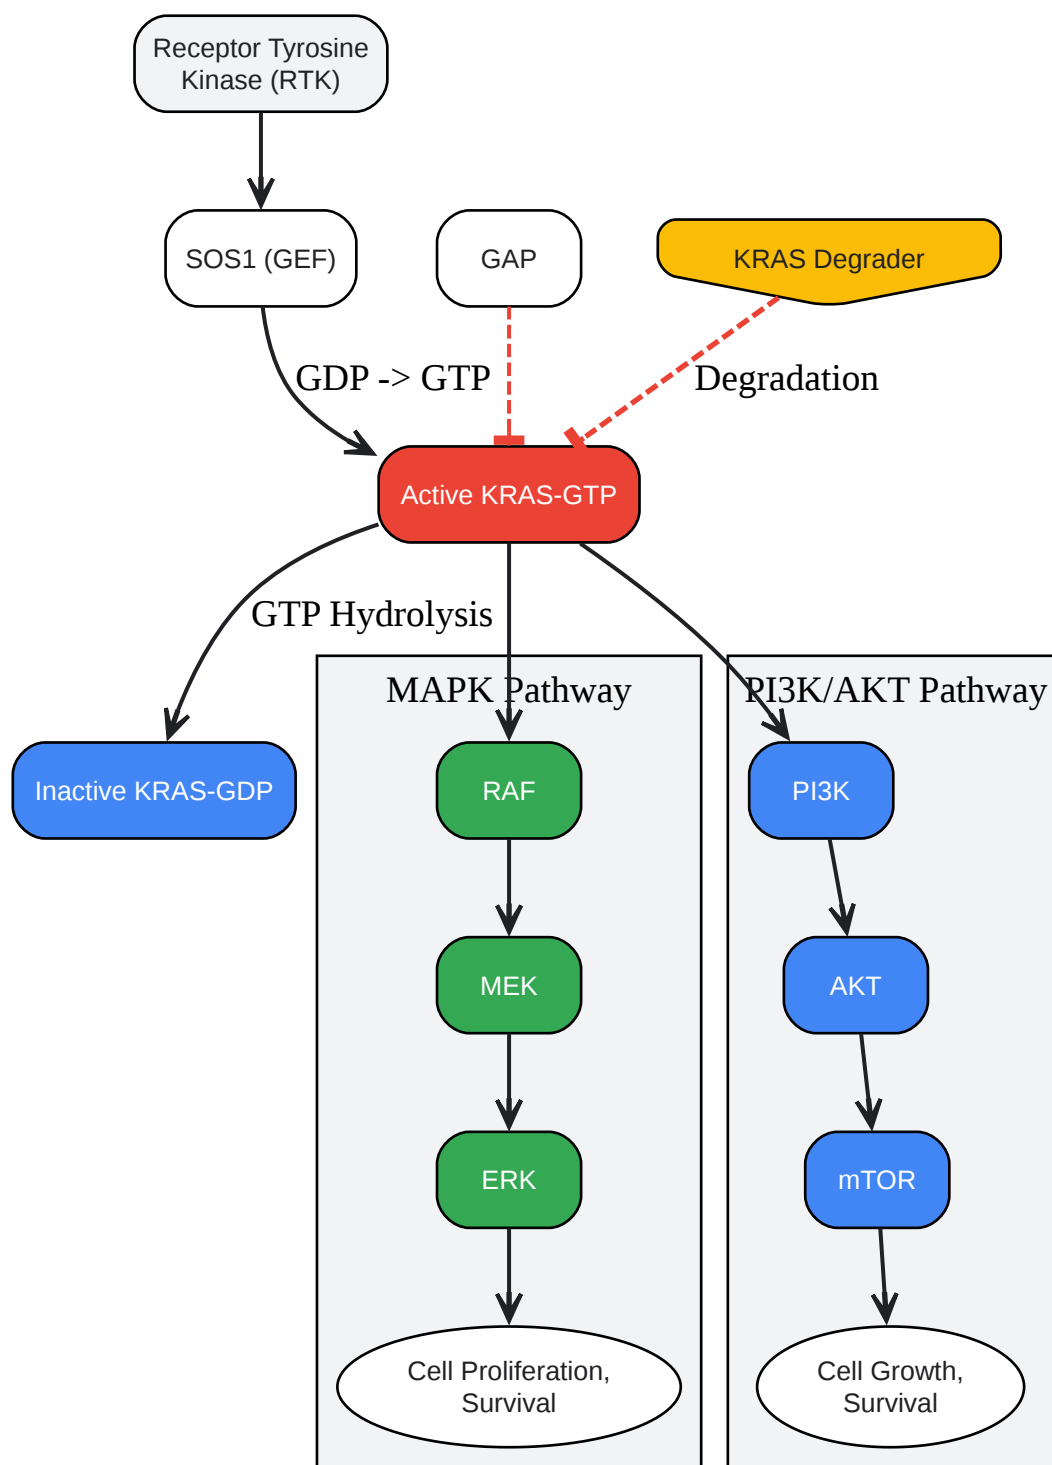 Receptor Tyrosine
Kinase (RTK)
SOS1 (GEF)
GAP
KRAS Degrader
GDP -> GTP
Degradation
Active KRAS-GTP
GTP Hydrolysis
MAPK Pathway
PI3K/AKT Pathway
Inactive KRAS-GDP
RAF
PI3K
MEK
AKT
ERK
mTOR
Cell Proliferation,
Survival
Cell Growth,
Survival